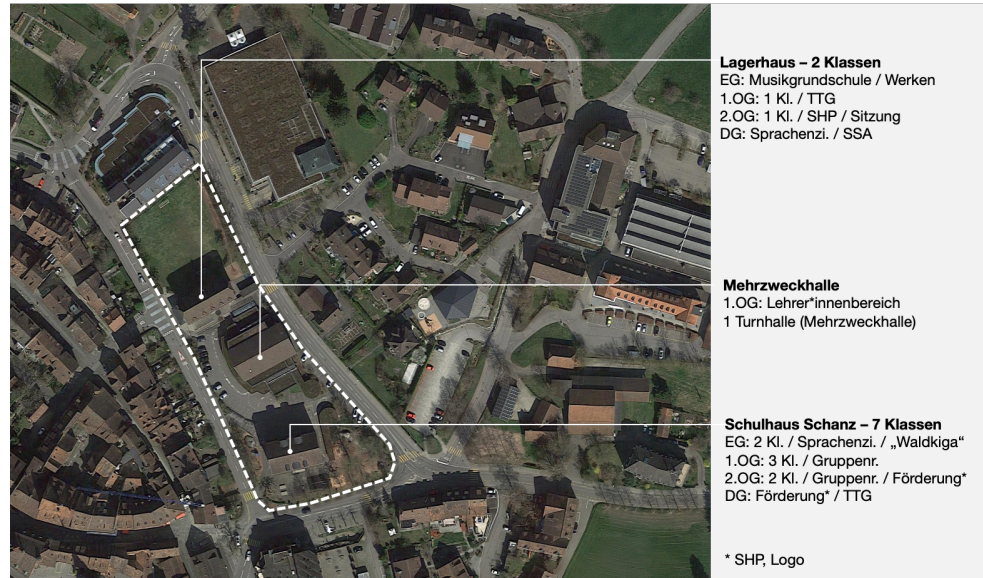 Lagerhaus – 2 Klassen
EG: Musikgrundschule / Werken
1.OG: 1 Kl. / TTG
2.OG: 1 Kl. / SHP / Sitzung
DG: Sprachenzi. / SSA
Mehrzweckhalle
1.OG: Lehrer*innenbereich
1 Turnhalle (Mehrzweckhalle)
Schulhaus Schanz – 7 Klassen
EG: 2 Kl. / Sprachenzi. / „Waldkiga“
1.OG: 3 Kl. / Gruppenr.
2.OG: 2 Kl. / Gruppenr. / Förderung*
DG: Förderung* / TTG
* SHP, Logo